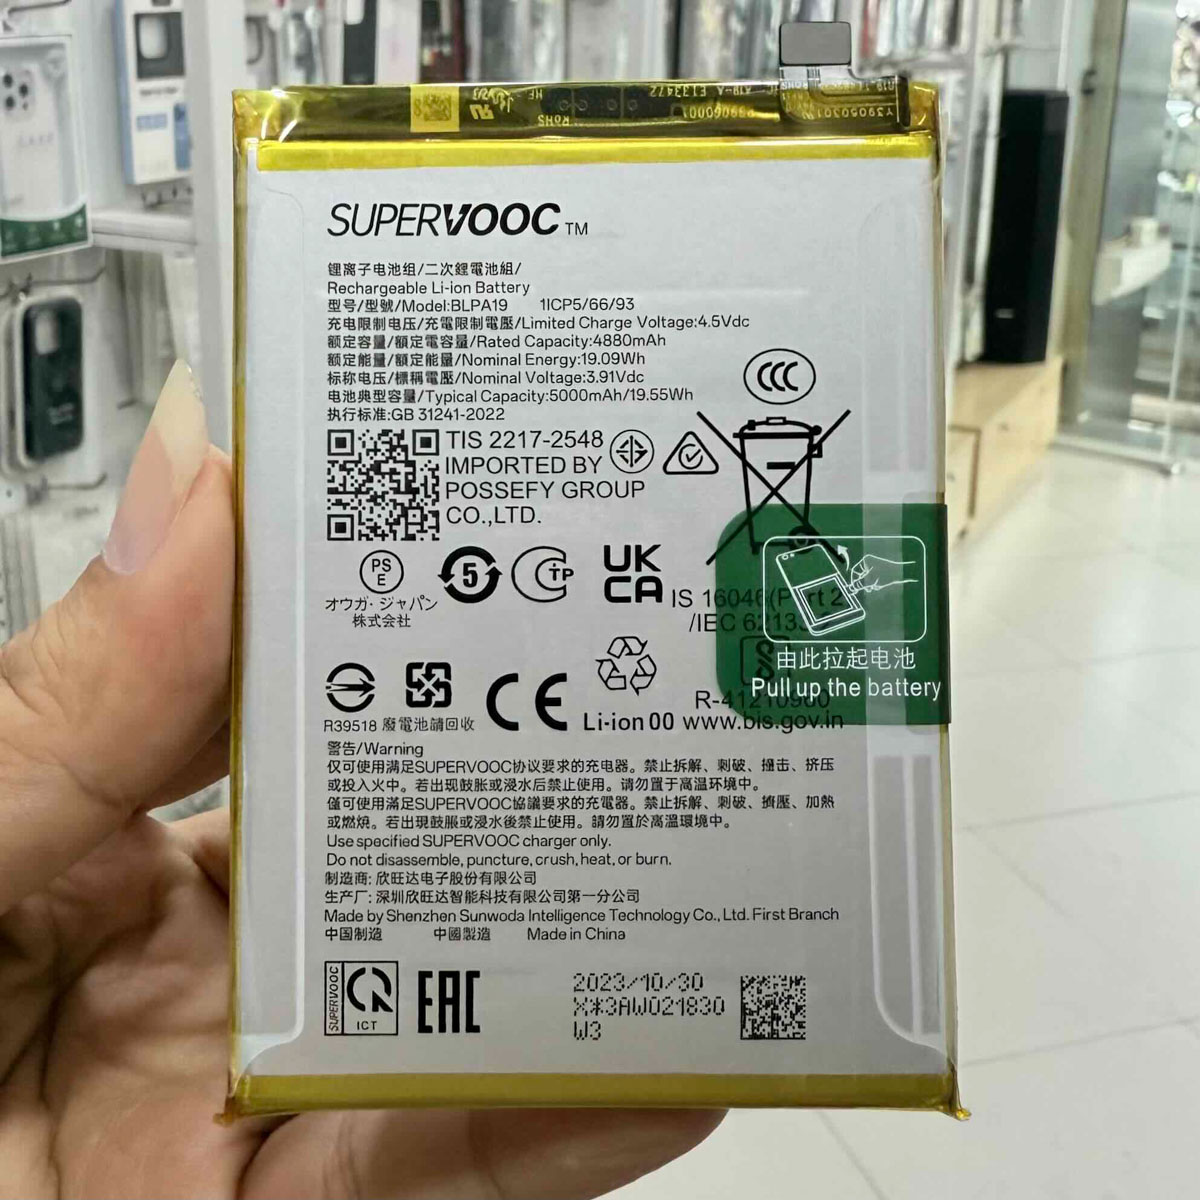 SUPERVOOC TM
锂离子电池组/二次鋰電池組/
Rechargeable Li-ion Battery
型号/型號/Model:BLPA19 1ICP5/66/93
充电限制电压/充電限制電壓/Limited Charge Voltage:4.5Vdc
额定容量/額定電容量/Rated Capacity:4880mAh
额定能量/額定能量/Nominal Energy:19.09Wh
标称电压/標稱電壓/Nominal Voltage:3.91Vdc
电池典型容量/Typical Capacity:5000mAh/19.55Wh
执行标准:GB 31241-2022
TIS 2217-2548
IMPORTED BY
POSSEFY GROUP
CO.,LTD.
CCC
PS
E
オウガ・ジャパン
株式会社
5
TP
UK
CA
IS 16046(Part 2
/IEC 62133-2
由此拉起电池
Pull up the battery
R-41210960
www.bis.gov.in
R39518 廢電池請回收
CE
Li-ion 00
警告/Warning
仅可使用满足SUPERVOOC协议要求的充电器。禁止拆解、刺破、撞击、挤压
或投入火中。若出现鼓胀或浸水后禁止使用。请勿置于高温环境中。
僅可使用滿足SUPERVOOC協議要求的充電器。禁止拆解、刺破、擠壓、加熱
或燃燒。若出現鼓脹或浸水後禁止使用。請勿置於高溫環境中。
Use specified SUPERVOOC charger only.
Do not disassemble, puncture, crush, heat, or burn.
制造商: 欣旺达电子股份有限公司
生产厂: 深圳欣旺达智能科技有限公司第一分公司
Made by Shenzhen Sunwoda Intelligence Technology Co., Ltd. First Branch
中国制造 中國製造 Made in China
SUPERVOOC
ICT
EAC
2023/10/30
X*3AW021830
W3